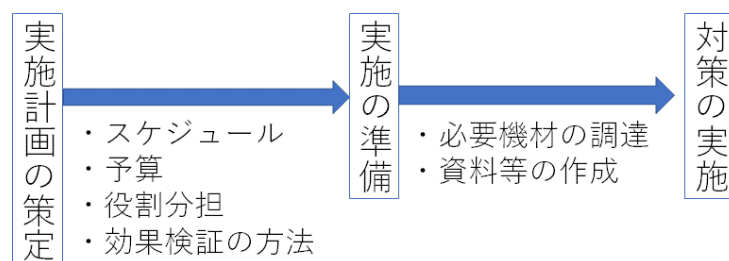 実施計画の策定
・スケジュール
・予算
・役割分担
・効果検証の方法
実施の準備
・必要機材の調達
・資料等の作成
対策の実施